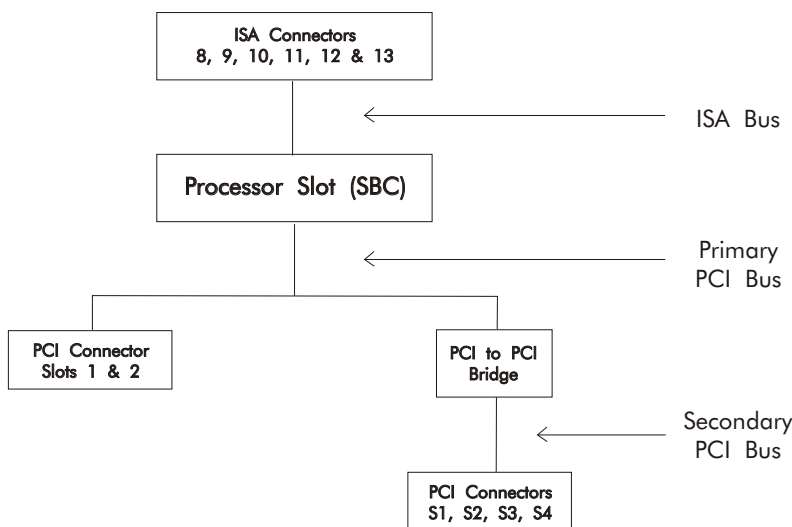 ISA Connectors
8, 9, 10, 11, 12 & 13
ISA Bus
Processor Slot (SBC)
Primary
PCI Bus
PCI Connector
Slots 1 & 2
PCI to PCI
Bridge
Secondary
PCI Bus
PCI Connectors
S1, S2, S3, S4